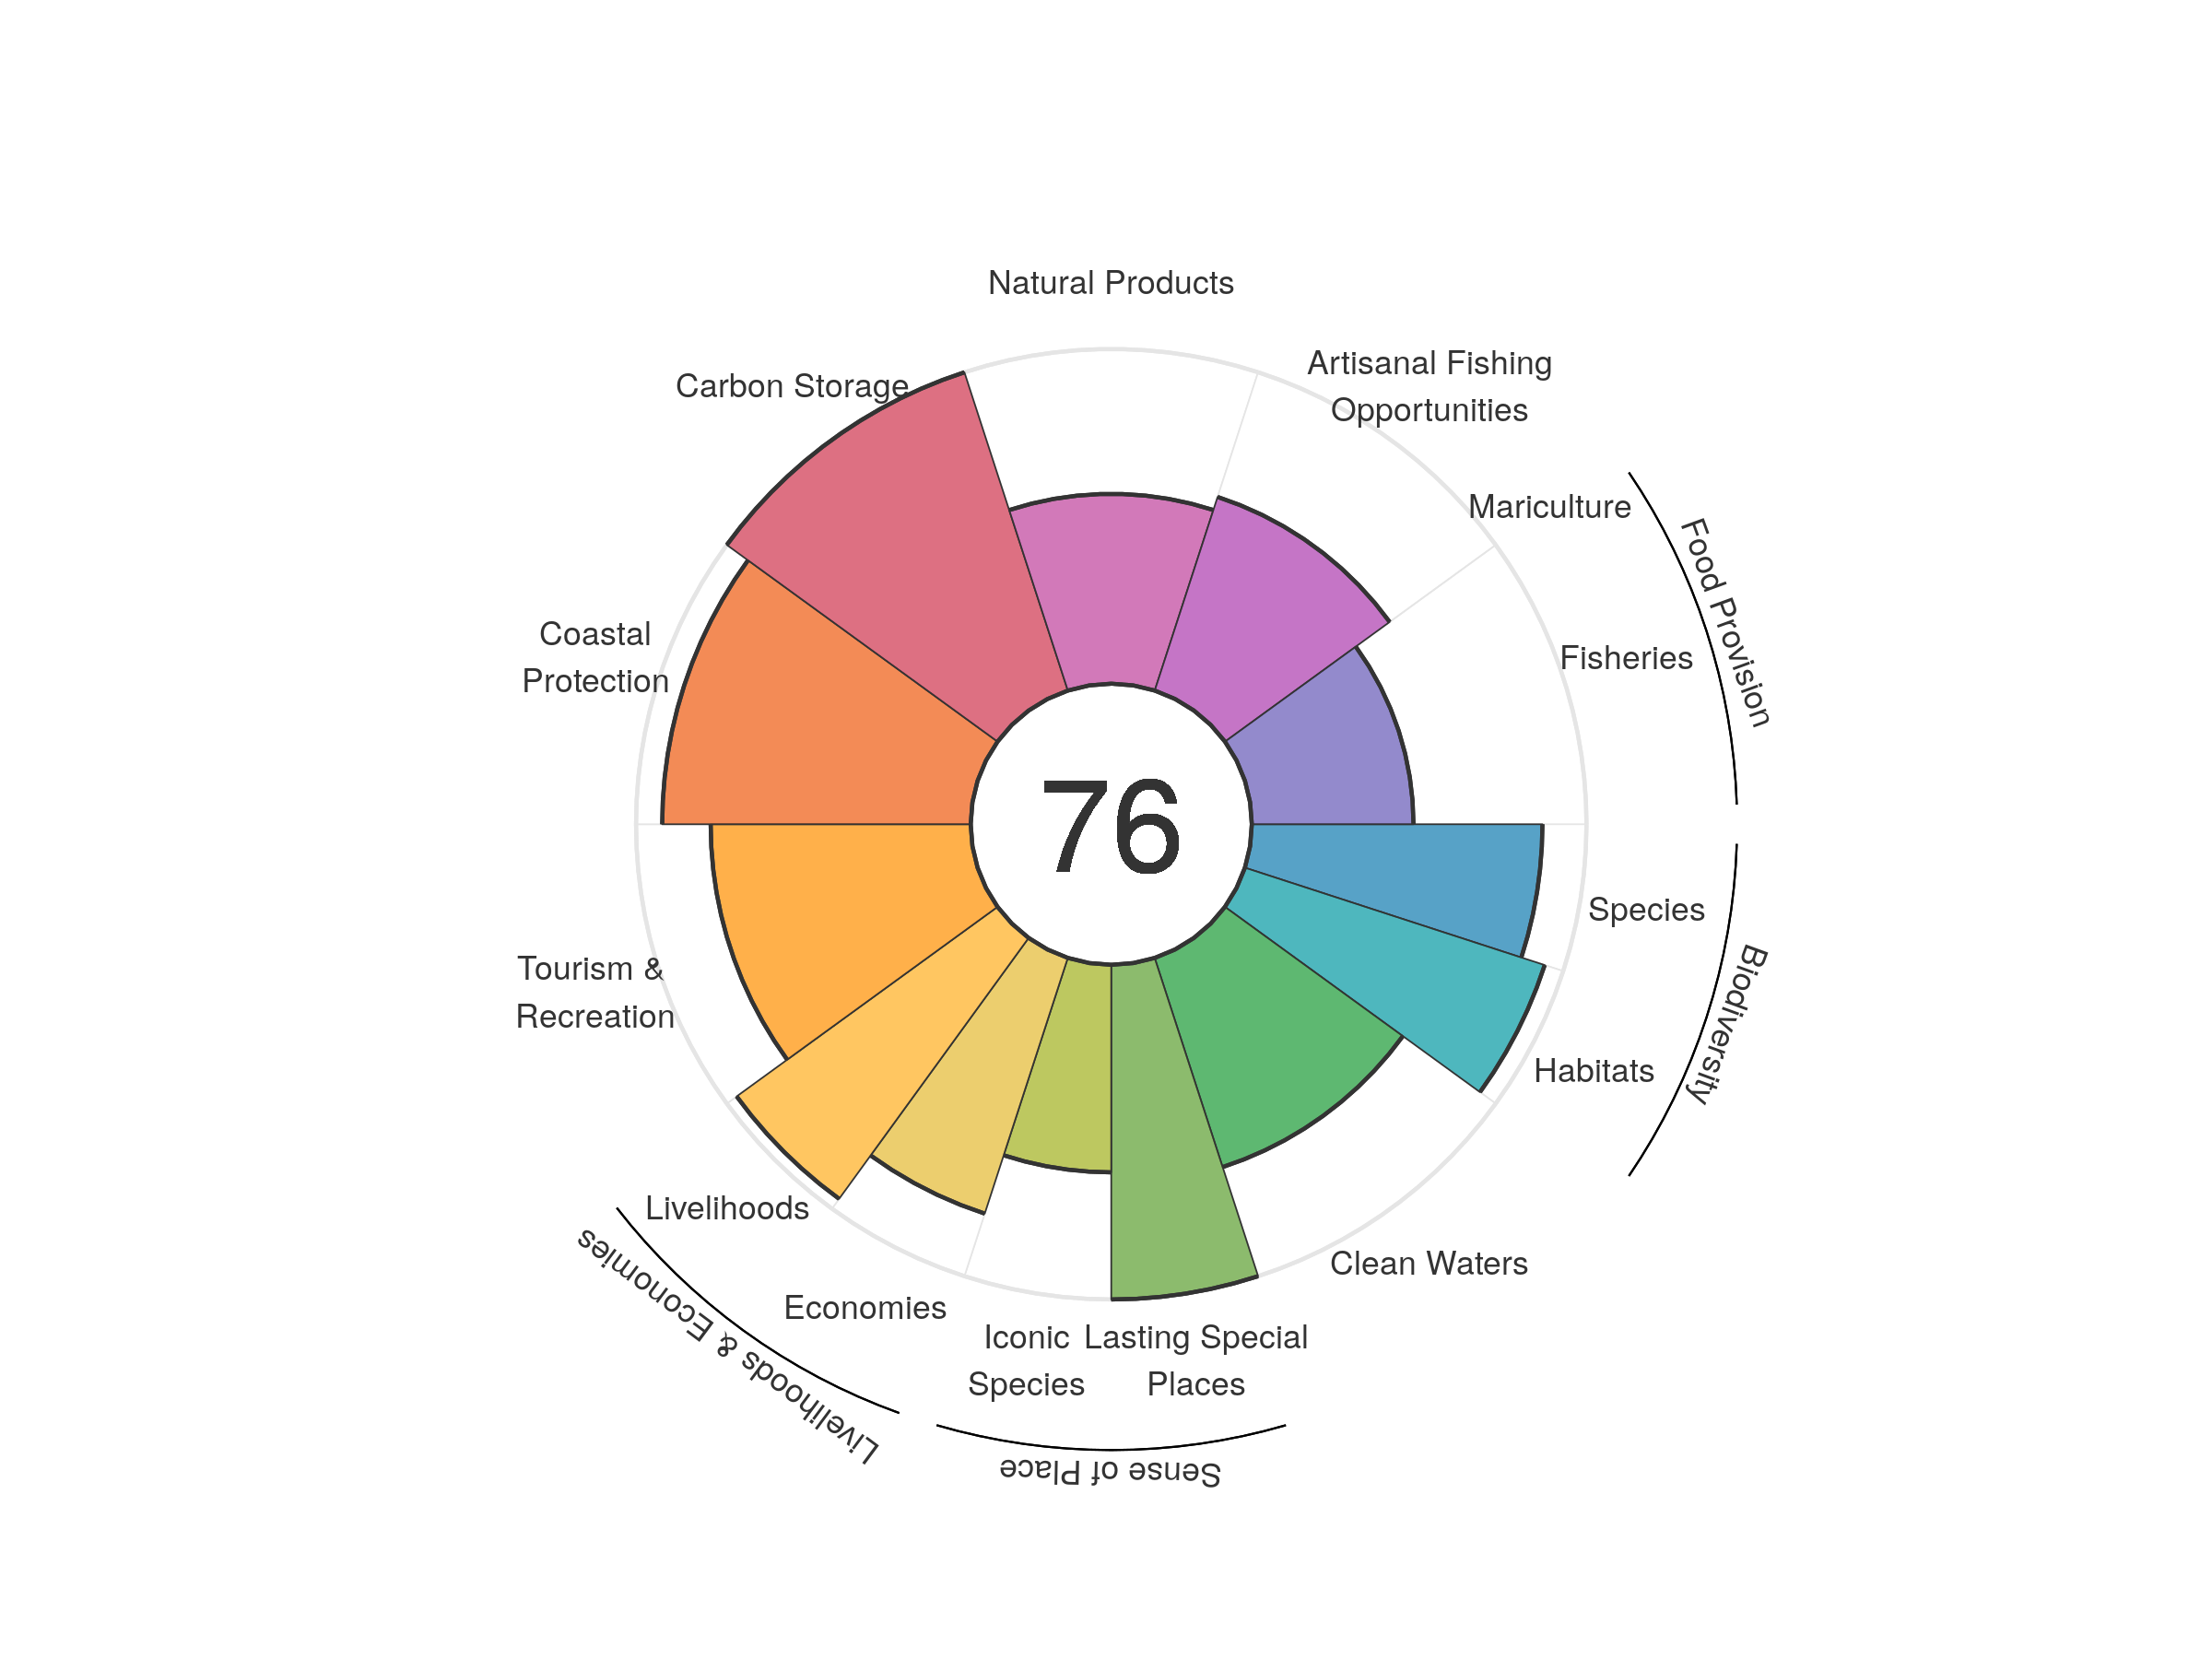 Natural Products
Artisanal Fishing
Opportunities
Carbon Storage
Mariculture
Food Provision
Coastal
Protection
Fisheries
76
Species
Biodiversity
Tourism &
Recreation
Habitats
Livelihoods
Livelihoods & Economies
Clean Waters
Economies
Iconic
Species
Lasting Special
Places
Sense of Place